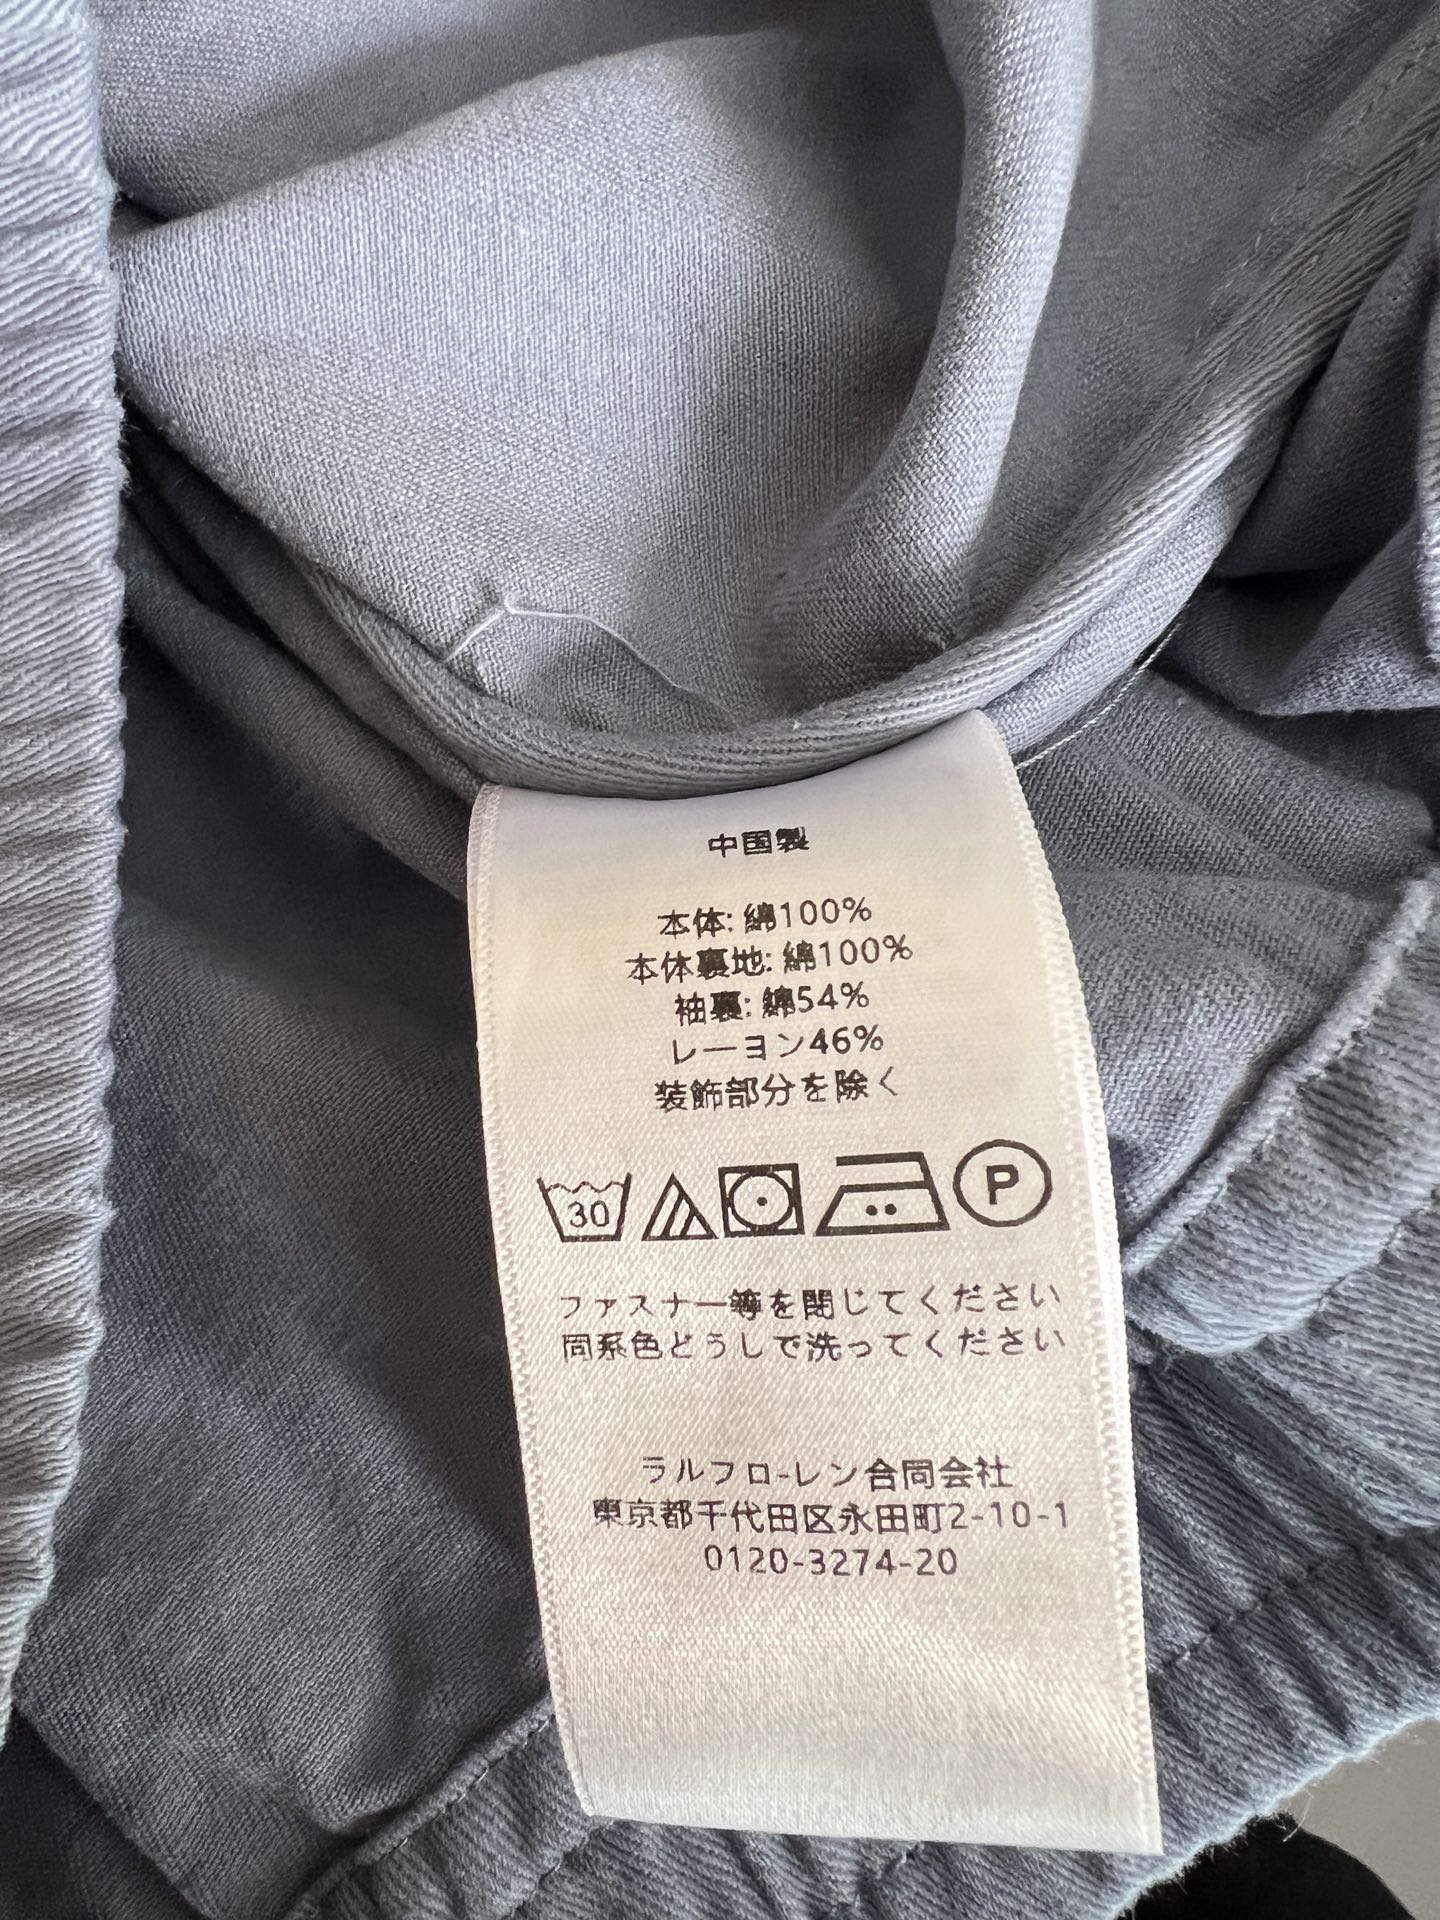 中国製
本体: 綿100%
本体裏地: 綿100%
袖裏: 綿54%
レーヨン46%
装飾部分を除く
30 P
ファスナー等を閉じてください
同系色どうしで洗ってください
ラルフロ-レン合同会社
東京都千代田区永田町2-10-1
0120-3274-20